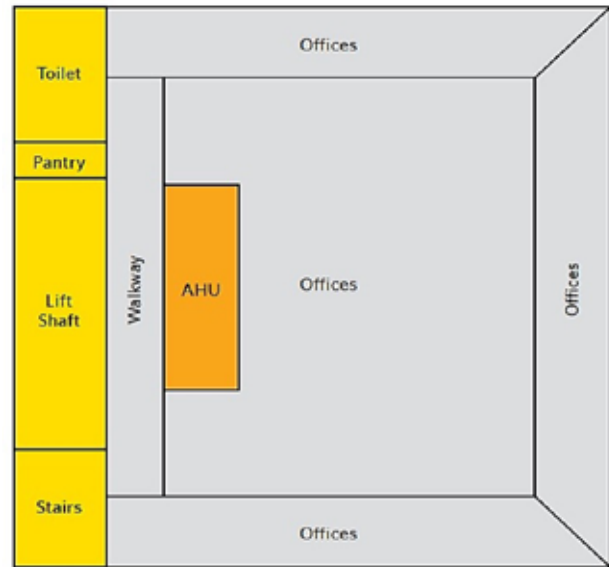 Offices
Toilet
Pantry
Walkway
AHU
Offices
Offices
Lift
Shaft
Stairs
Offices